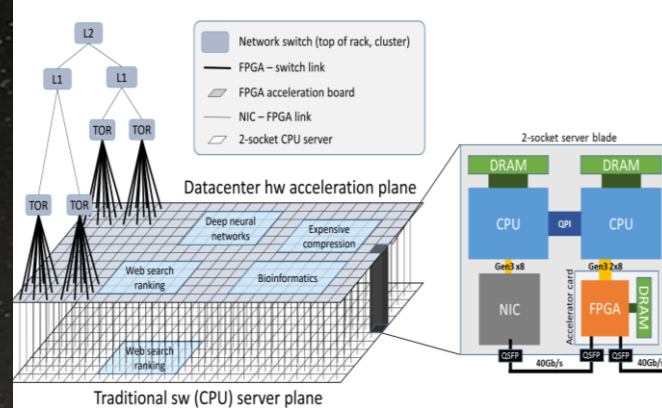 L2
L1
L1
TOR
TOR
TOR
TOR
Network switch (top of rack, cluster)
FPGA – switch link
FPGA acceleration board
NIC – FPGA link
2-socket CPU server
Datacenter hw acceleration plane
Deep neural
networks
Expensive
compression
Web search
ranking
Bioinformatics
Web search
ranking
Traditional sw (CPU) server plane
2-socket server blade
DRAM
DRAM
CPU
QPI
CPU
Gen3 x8
Gen3 2x8
NIC
Accelerator card
FPGA
DRAM
QSFP
QSFP
QSFP
40Gb/s
40Gb/s